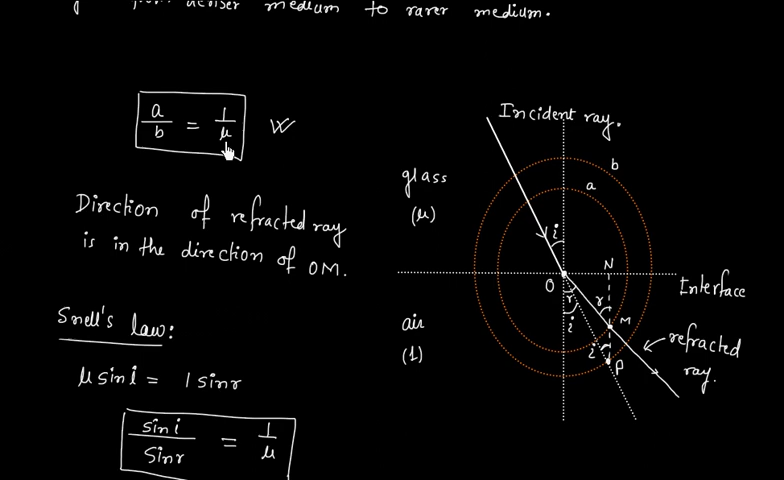 denser medium to rarer medium.
a/b = 1/μ W
Direction of refracted ray
is in the direction of OM.
Snell's law:
μ sin i = 1 sin r
sin i / Sin r = 1/μ
Incident ray.
b
a
glass
(μ)
i
N
O
Interface
r
r
i
M
air
(1)
i
P
refracted
ray.